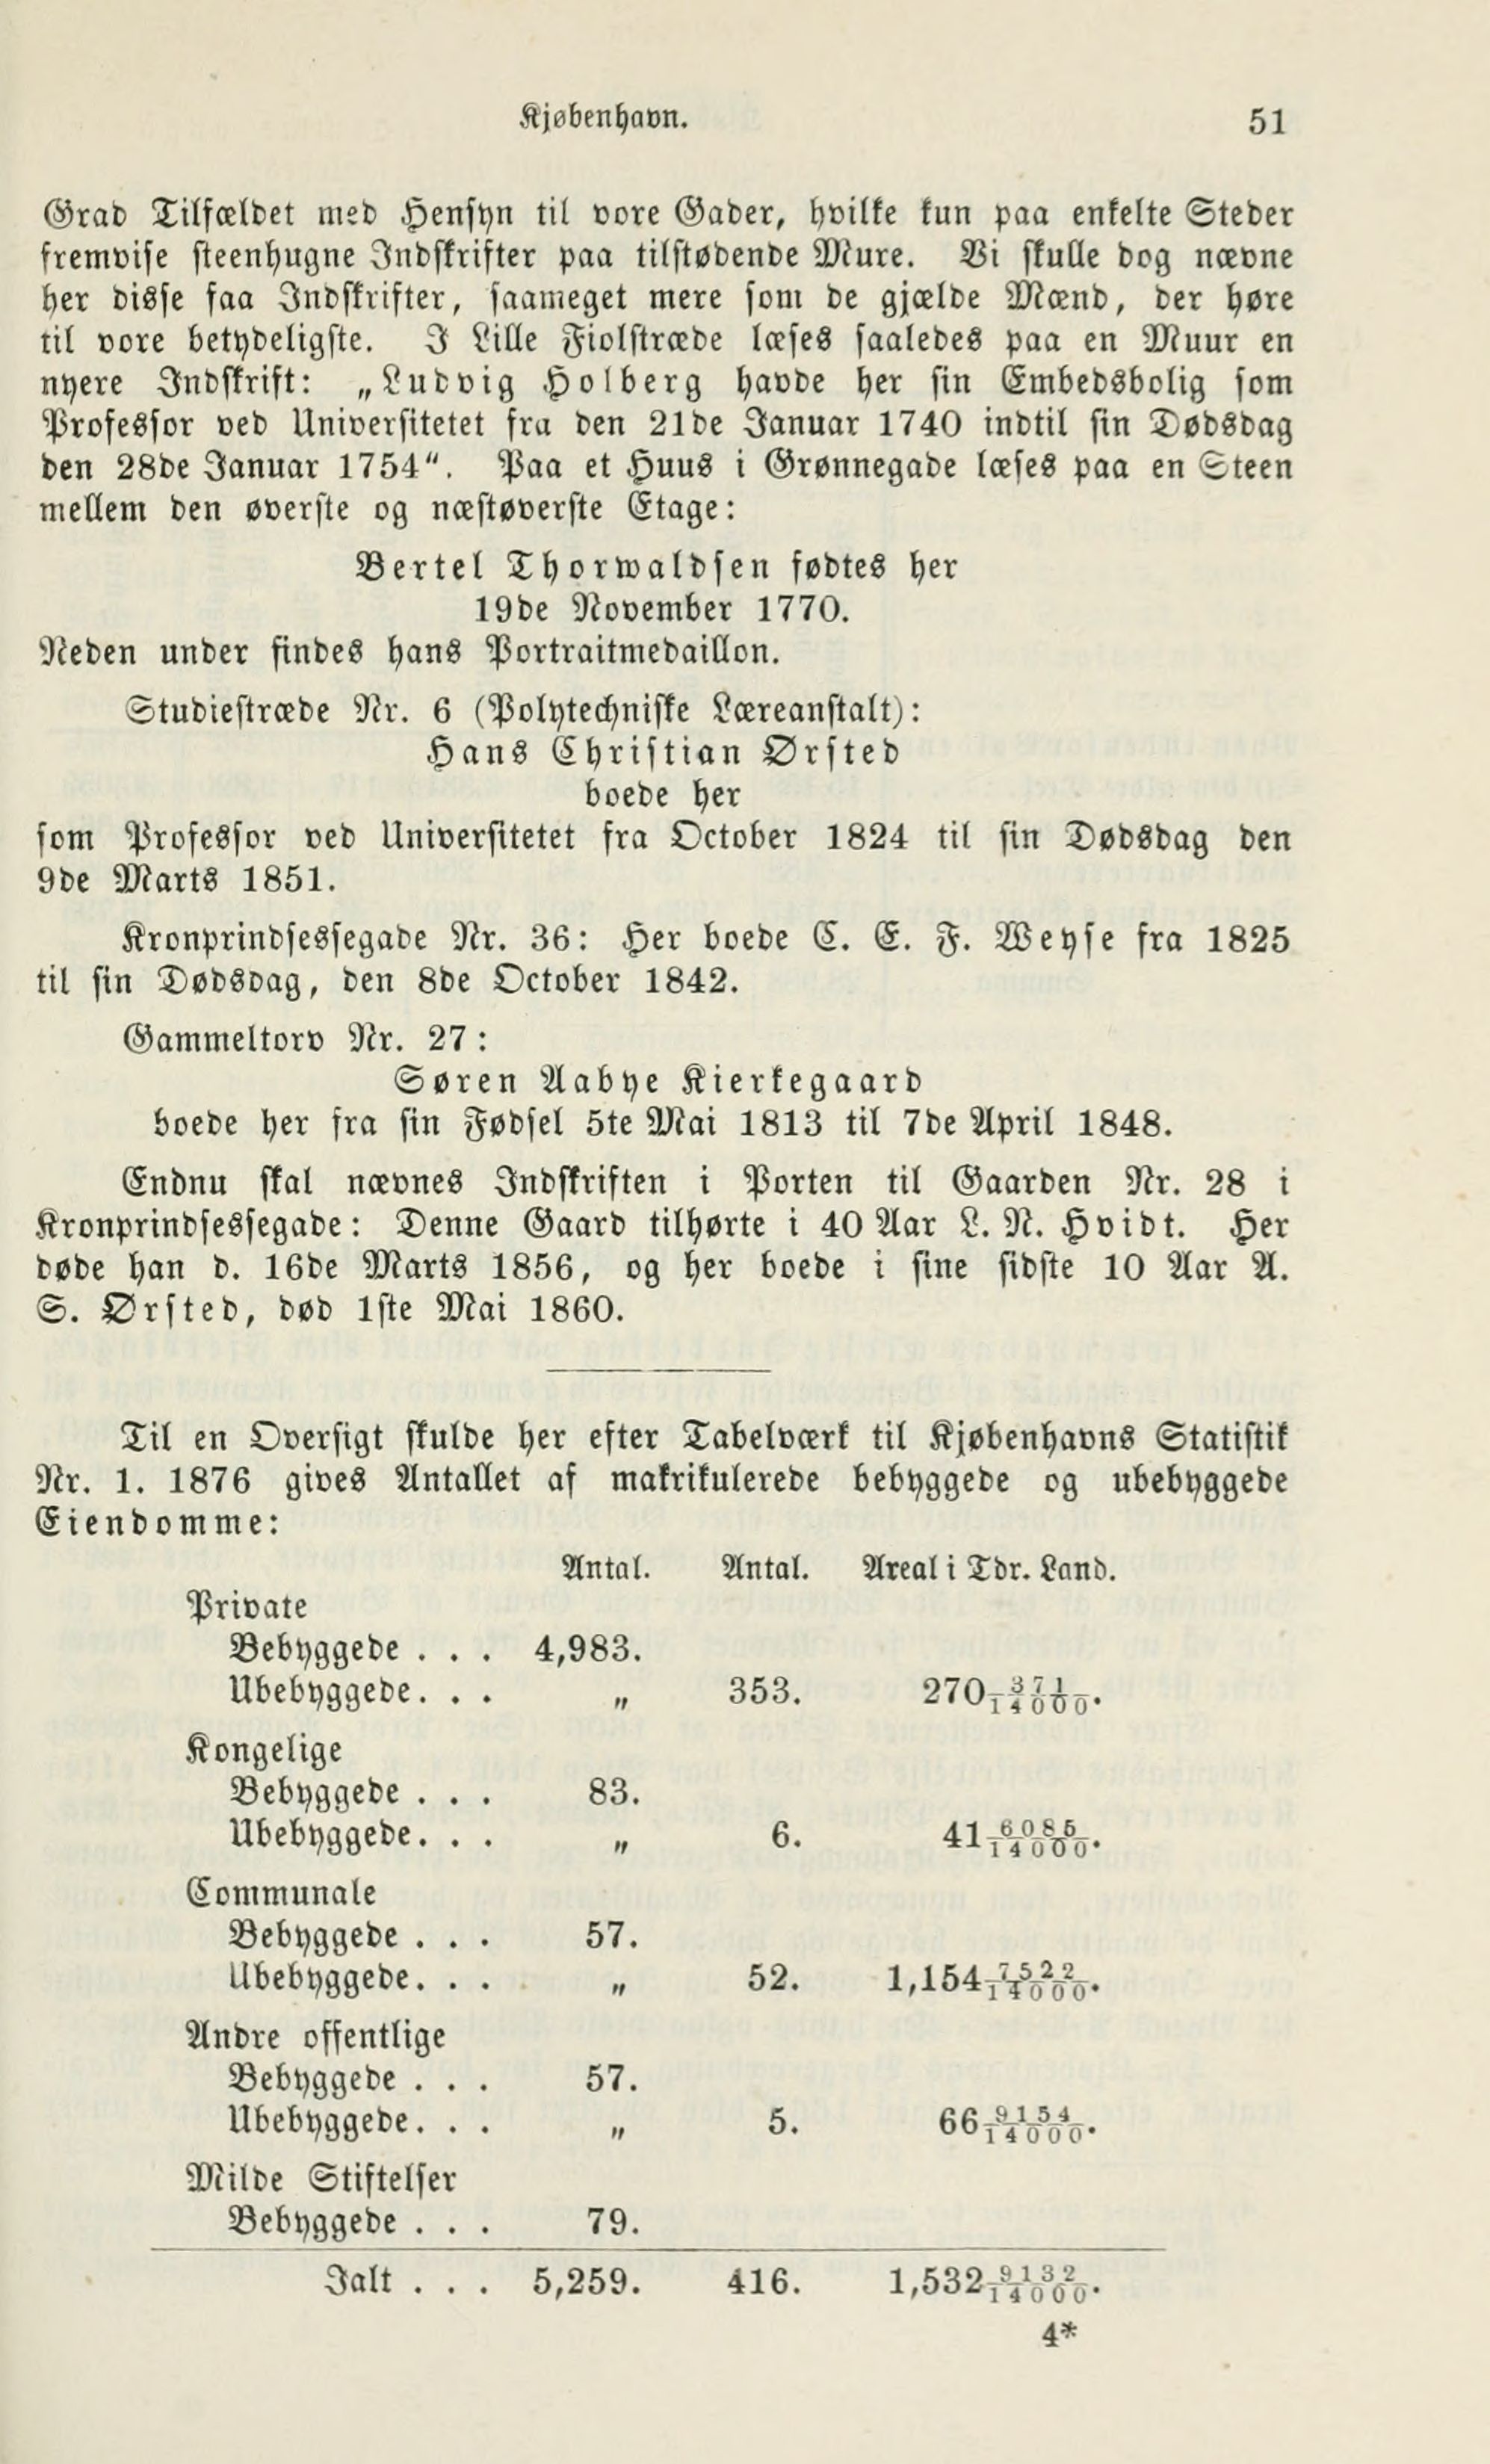 Kjøbenhavn.
51
Grad Tilfældet med Hensyn til vore Gader, hvilke kun paa enkelte Steder
fremvise steenhugne Indskrifter paa tilstødende Mure. Vi skulle dog nævne
her disse faa Indskrifter, saameget mere som de gjælde Mænd, der høre
til vore betydeligste. I Lille Fiolstræde læses saaledes paa en Muur en
nyere Indskrift: „Ludvig Holberg havde her sin Embedsbolig som
Professor ved Universitetet fra den 21de Januar 1740 indtil sin Dødsdag
den 28de Januar 1754“. Paa et Huus i Grønnegade læses paa en Steen
mellem den øverste og næstøverste Etage:
Bertel Thorwaldsen fødtes her
19de November 1770.
Neden under findes hans Portraitmedaillon.
Studiestræde Nr. 6 (Polytechniske Læreanstalt):
Hans Christian Ørsted
boede her
som Professor ved Universitetet fra October 1824 til sin Dødsdag den
9de Marts 1851.
Kronprindsessegade Nr. 36: Her boede C. E. F. Weyse fra 1825
til sin Dødsdag, den 8de October 1842.
Gammeltorv Nr. 27:
Søren Aabye Kierkegaard
boede her fra sin Fødsel 5te Mai 1813 til 7de April 1848.
Endnu skal nævnes Indskriften i Porten til Gaarden Nr. 28 i
Kronprindsessegade: Denne Gaard tilhørte i 40 Aar L. N. Hvidt. Her
døde han d. 16de Marts 1856, og her boede i sine sidste 10 Aar A.
S. Ørsted, død 1ste Mai 1860.
Til en Oversigt skulde her efter Tabelværk til Kjøbenhavns Statistik
Nr. 1. 1876 gives Antallet af matrikulerede bebyggede og ubebyggede
Eiendomme:
Antal. Antal. Areal i Tdr. Land.
Private
Bebyggede . . . 4,983.
Ubebyggede. . . „ 353. 270 371/14000.
Kongelige
Bebyggede . . . 83.
Ubebyggede. . . „ 6. 41 6085/14000.
Communale
Bebyggede . . . 57.
Ubebyggede. . . „ 52. 1,154 7522/14000.
Andre offentlige
Bebyggede . . . 57.
Ubebyggede. . . „ 5. 66 9154/14000.
Milde Stiftelser
Bebyggede . . . 79.
Ialt . . . 5,259. 416. 1,532 9132/14000.
4*